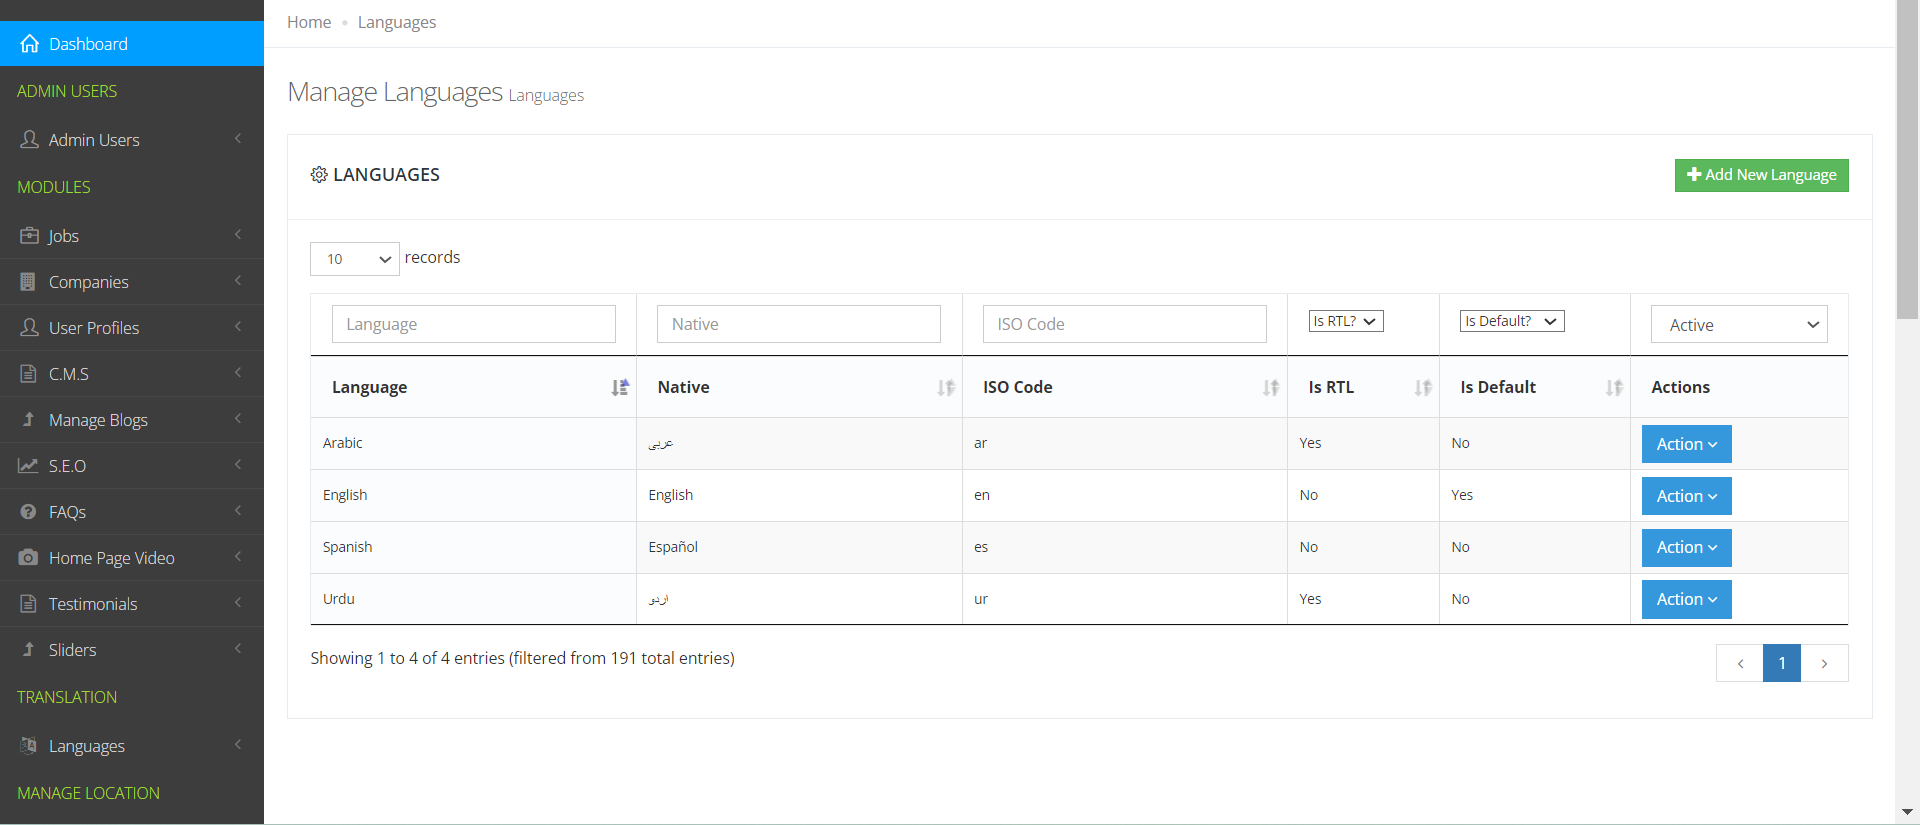 Dashboard
ADMIN USERS
Admin Users
MODULES
Jobs
Companies
User Profiles
C.M.S
Manage Blogs
S.E.O
FAQs
Home Page Video
Testimonials
Sliders
TRANSLATION
Languages
MANAGE LOCATION
Home Languages
Manage Languages Languages
LANGUAGES Add New Language
10 records
Language Native ISO Code Is RTL? Is Default? Active
Language Native ISO Code Is RTL Is Default Actions
Arabic عربى ar Yes No Action
English English en No Yes Action
Spanish Español es No No Action
Urdu اردو ur Yes No Action
Showing 1 to 4 of 4 entries (filtered from 191 total entries) < 1 >